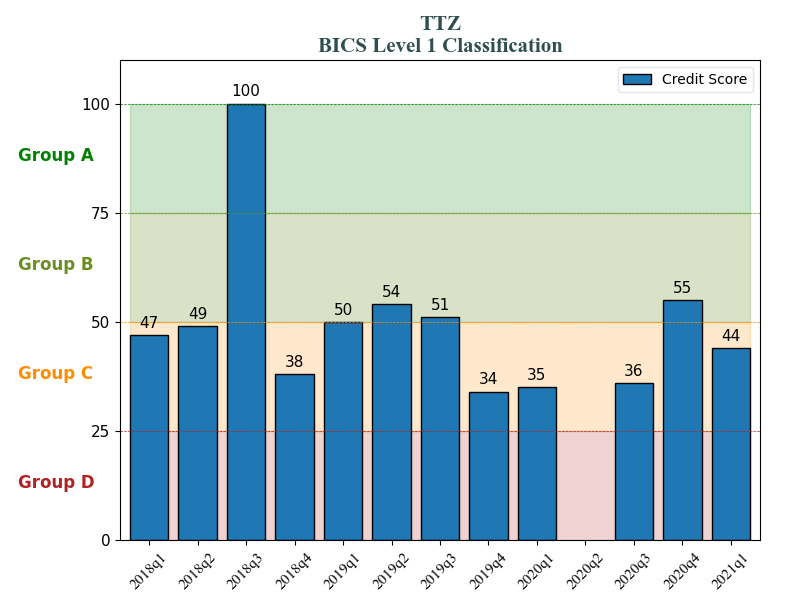 TTZ
BICS Level 1 Classification
Credit Score
100
Group A
75
Group B
50
Group C
25
Group D
0
47
49
100
38
50
54
51
34
35
36
55
44
2018q1
2018q2
2018q3
2018q4
2019q1
2019q2
2019q3
2019q4
2020q1
2020q2
2020q3
2020q4
2021q1